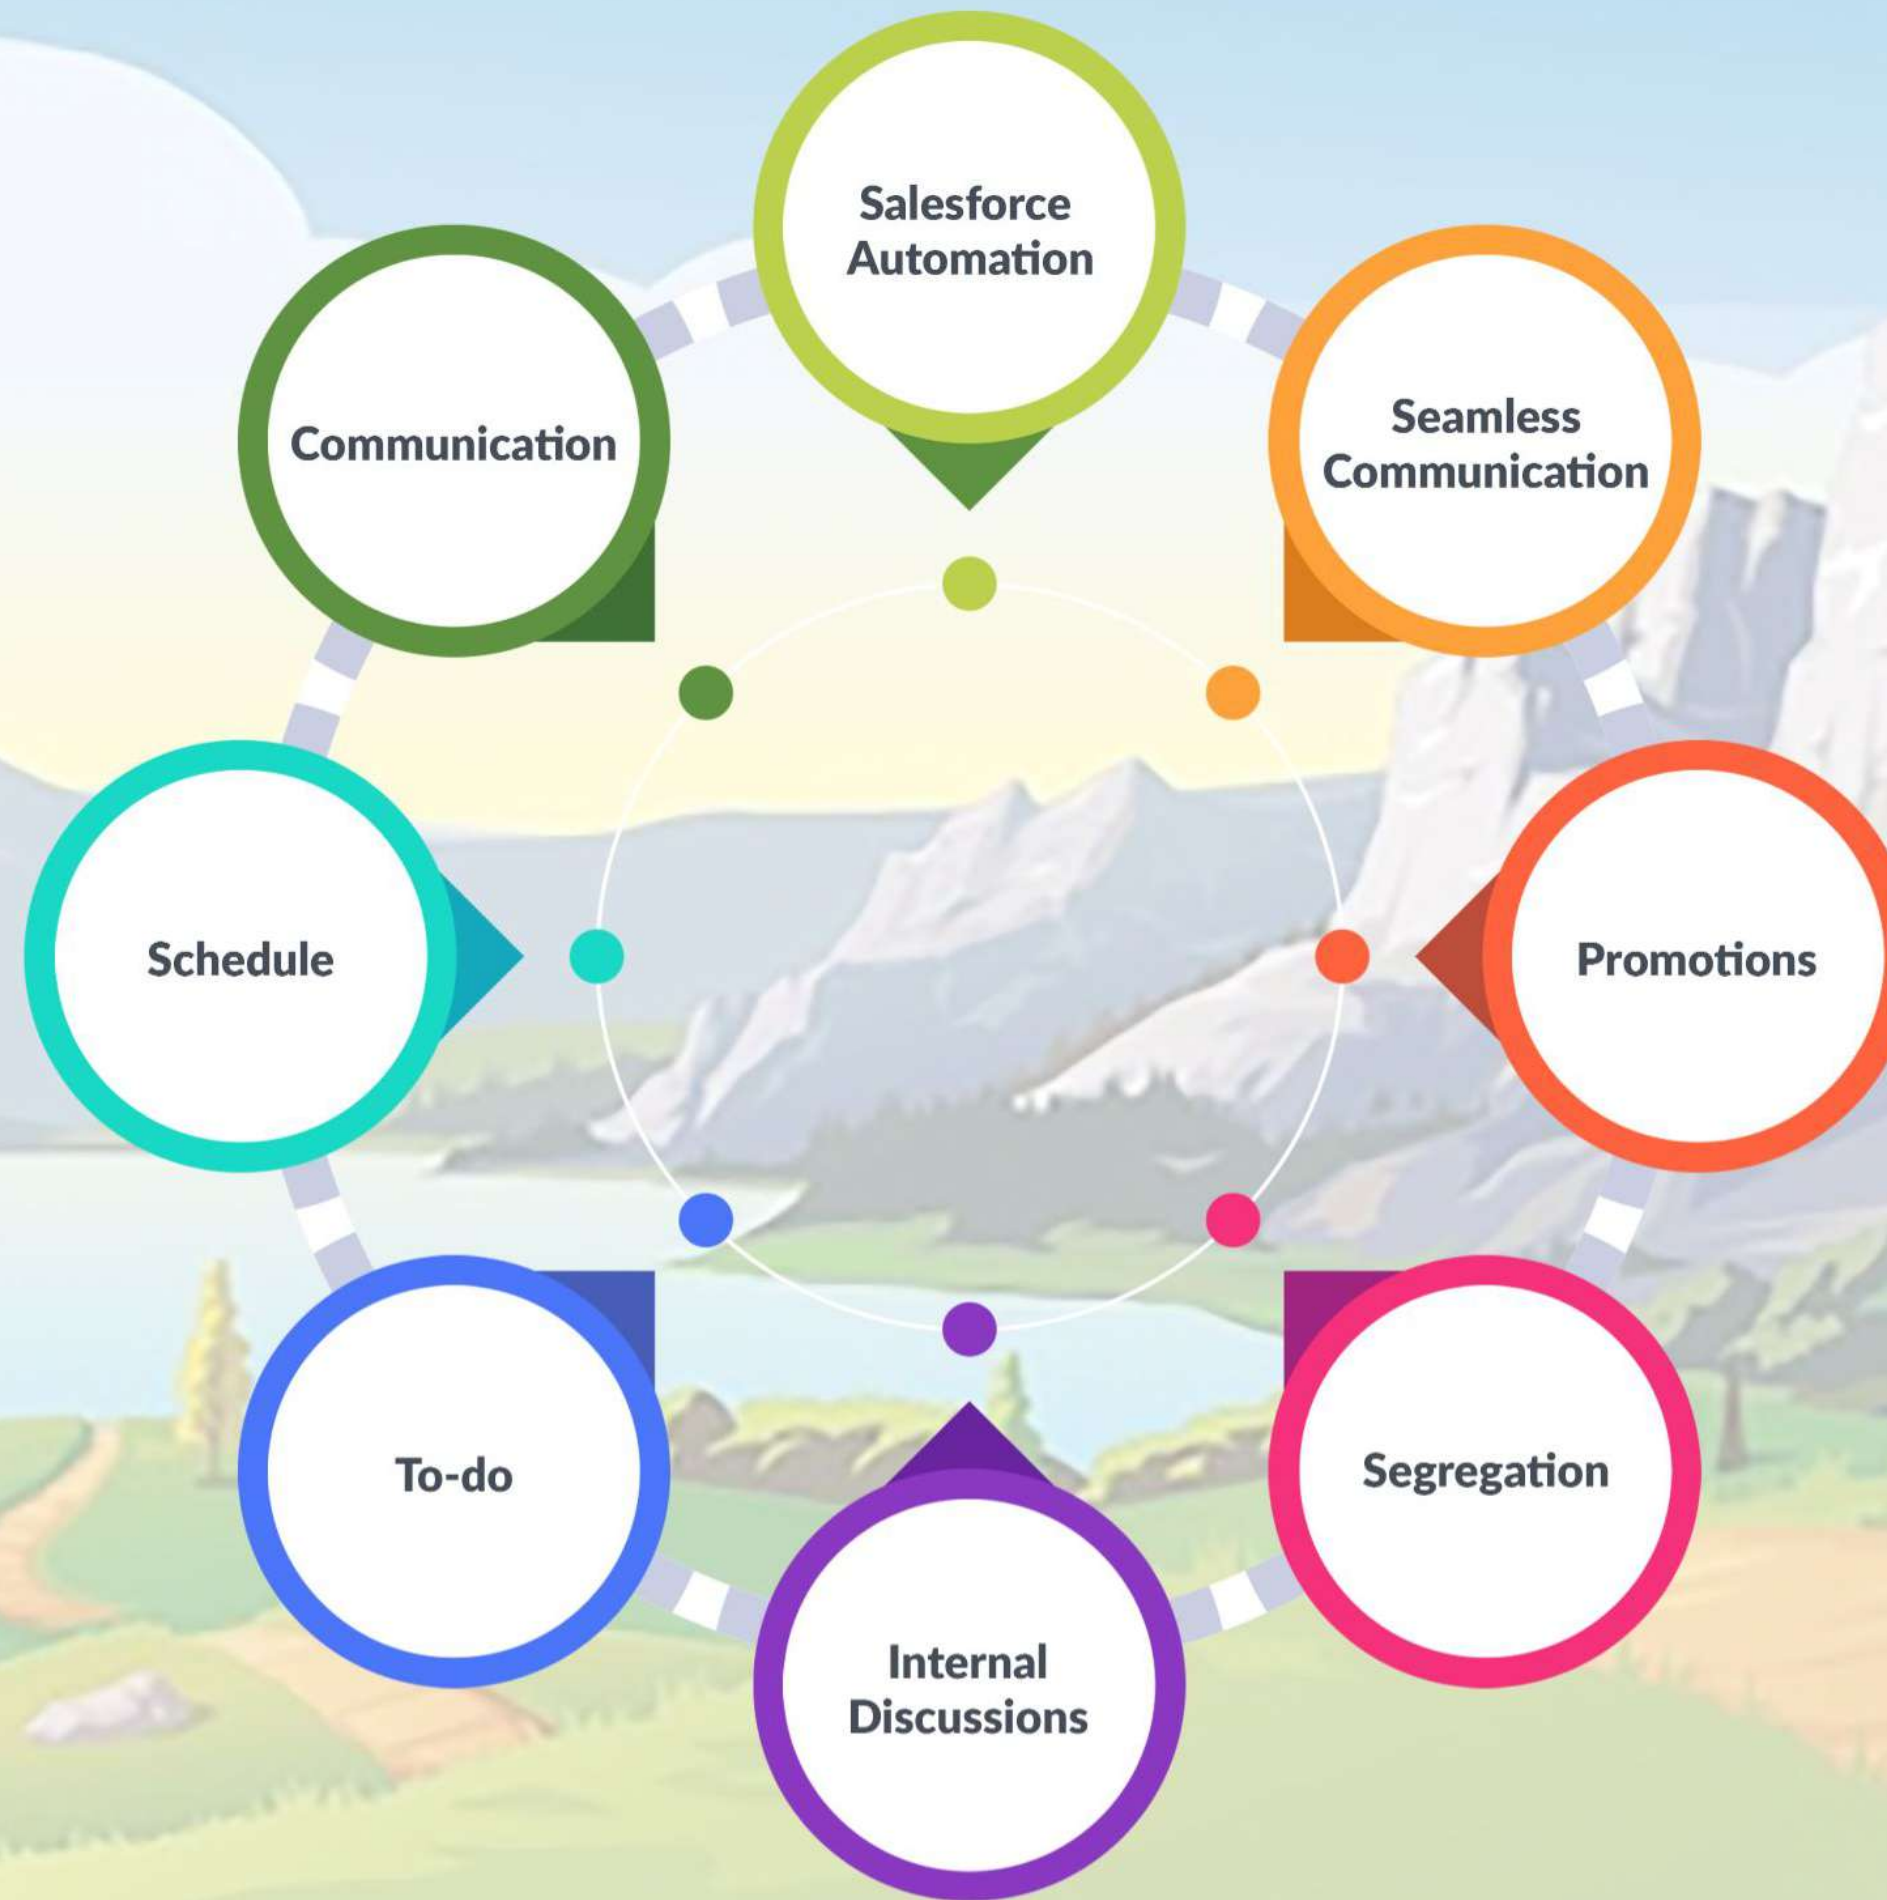 Salesforce
Automation
Seamless
Communication
Promotions
Segregation
Internal
Discussions
To-do
Schedule
Communication